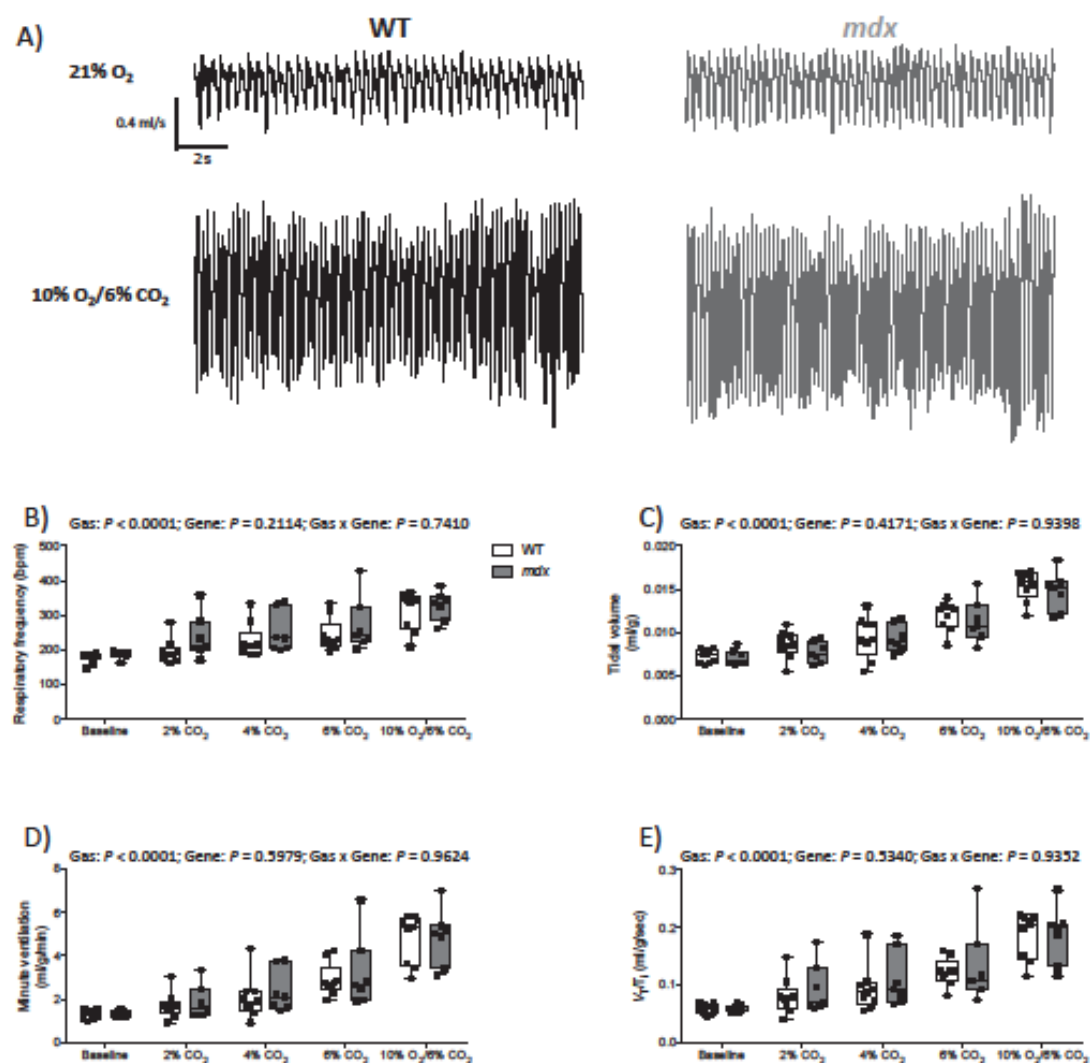 A)
WT
mdx
21% O₂
0.4 ml/s
2s
10% O₂/6% CO₂
B)
Gas: P < 0.0001; Gene: P = 0.2114; Gas x Gene: P = 0.7410
Respiratory frequency (bpm)
500
400
300
200
100
0
Baseline
2% CO₂
4% CO₂
6% CO₂
10% O₂/6% CO₂
WT
mdx
C)
Gas: P < 0.0001; Gene: P = 0.4171; Gas x Gene: P = 0.9398
Tidal volume
(ml/g)
0.020
0.015
0.010
0.005
0.000
Baseline
2% CO₂
4% CO₂
6% CO₂
10% O₂/6% CO₂
D)
Gas: P < 0.0001; Gene: P = 0.5979; Gas x Gene: P = 0.9624
Minute ventilation
(ml/g/min)
8
6
4
2
0
Baseline
2% CO₂
4% CO₂
6% CO₂
10% O₂/6% CO₂
E)
Gas: P < 0.0001; Gene: P = 0.5340; Gas x Gene: P = 0.9352
V_T/T_I (ml/g/sec)
0.3
0.2
0.1
0.0
Baseline
2% CO₂
4% CO₂
6% CO₂
10% O₂/6% CO₂